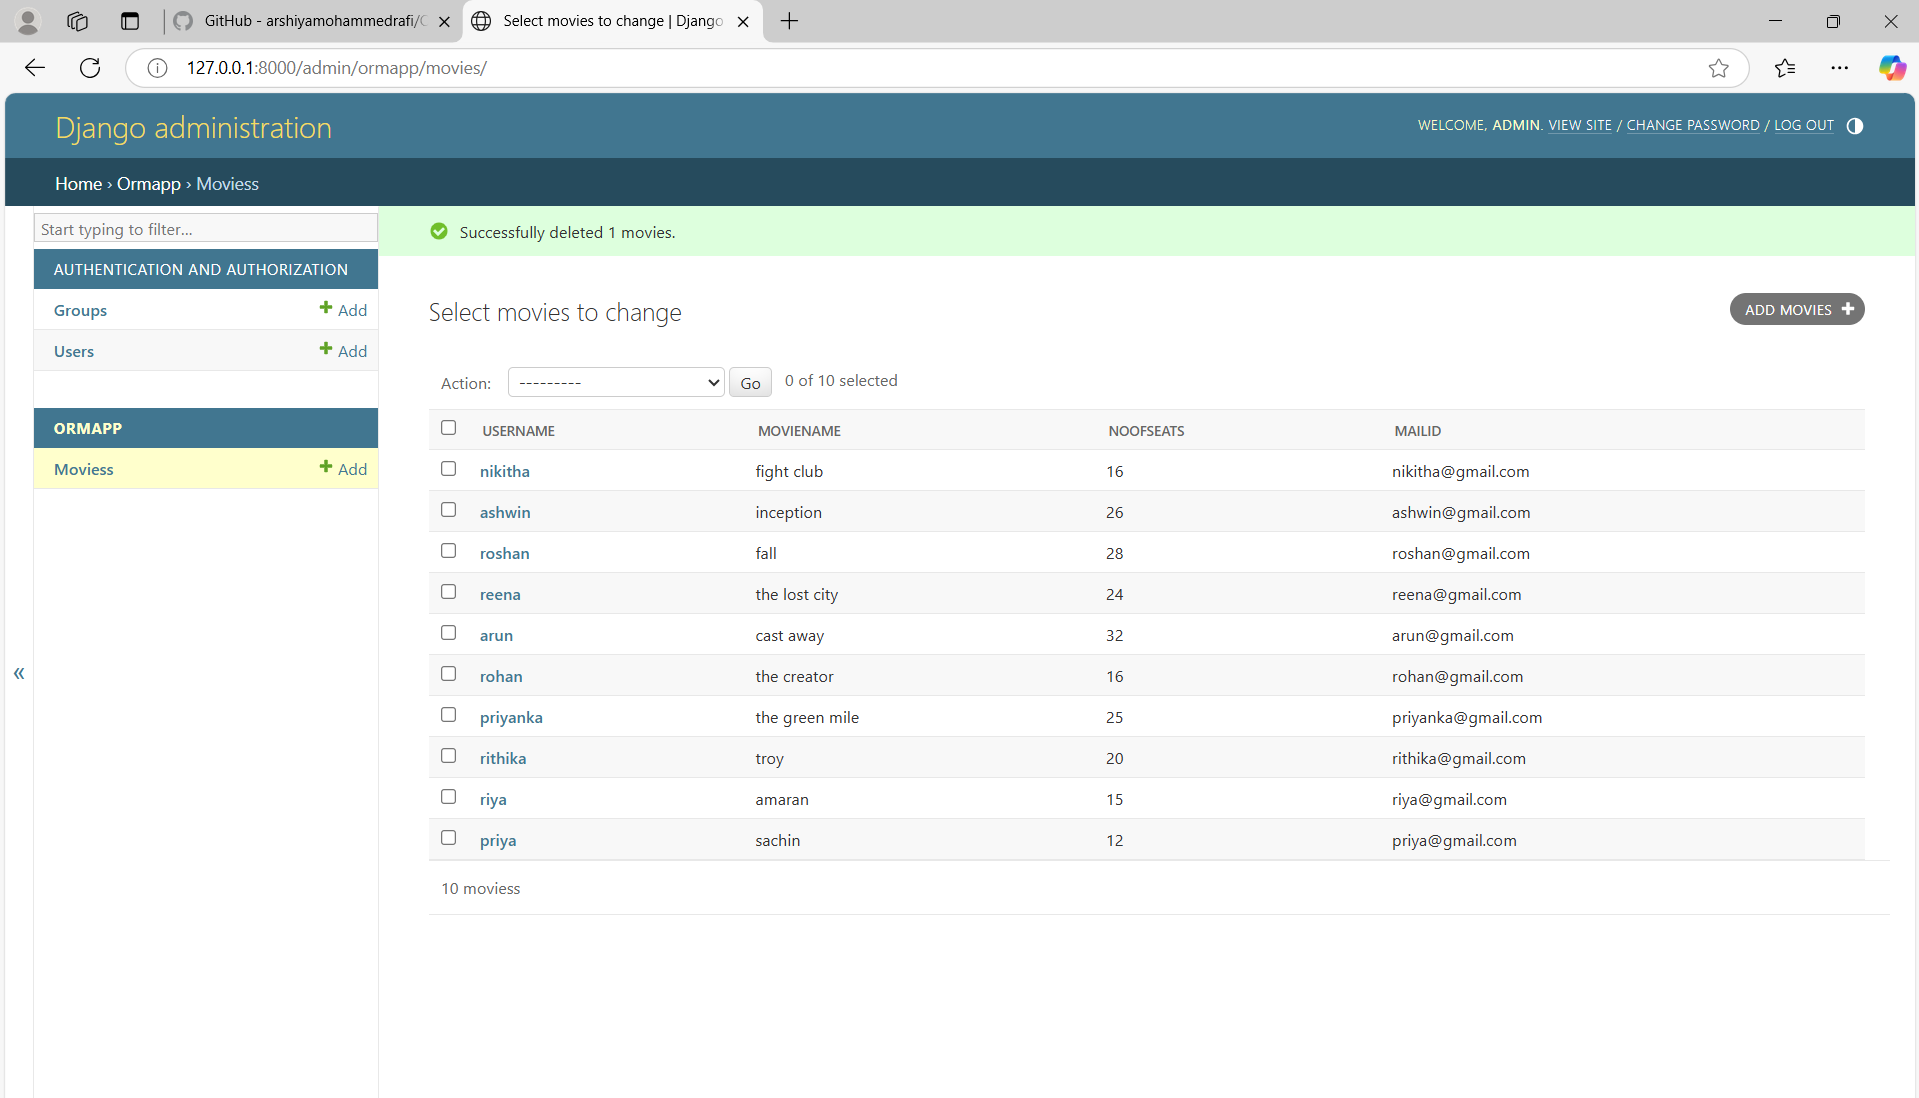 GitHub - arshiyamohammedrafi/
Select movies to change | Django
127.0.0.1:8000/admin/ormapp/movies/
Django administration
WELCOME, ADMIN. VIEW SITE / CHANGE PASSWORD / LOG OUT
Home › Ormapp › Moviess
Start typing to filter...
AUTHENTICATION AND AUTHORIZATION
Groups + Add
Users + Add
ORMAPP
Moviess + Add
«
Successfully deleted 1 movies.
Select movies to change
ADD MOVIES +
Action: --------- Go 0 of 10 selected
USERNAME MOVIENAME NOOFSEATS MAILID
nikitha fight club 16 nikitha@gmail.com
ashwin inception 26 ashwin@gmail.com
roshan fall 28 roshan@gmail.com
reena the lost city 24 reena@gmail.com
arun cast away 32 arun@gmail.com
rohan the creator 16 rohan@gmail.com
priyanka the green mile 25 priyanka@gmail.com
rithika troy 20 rithika@gmail.com
riya amaran 15 riya@gmail.com
priya sachin 12 priya@gmail.com
10 moviess